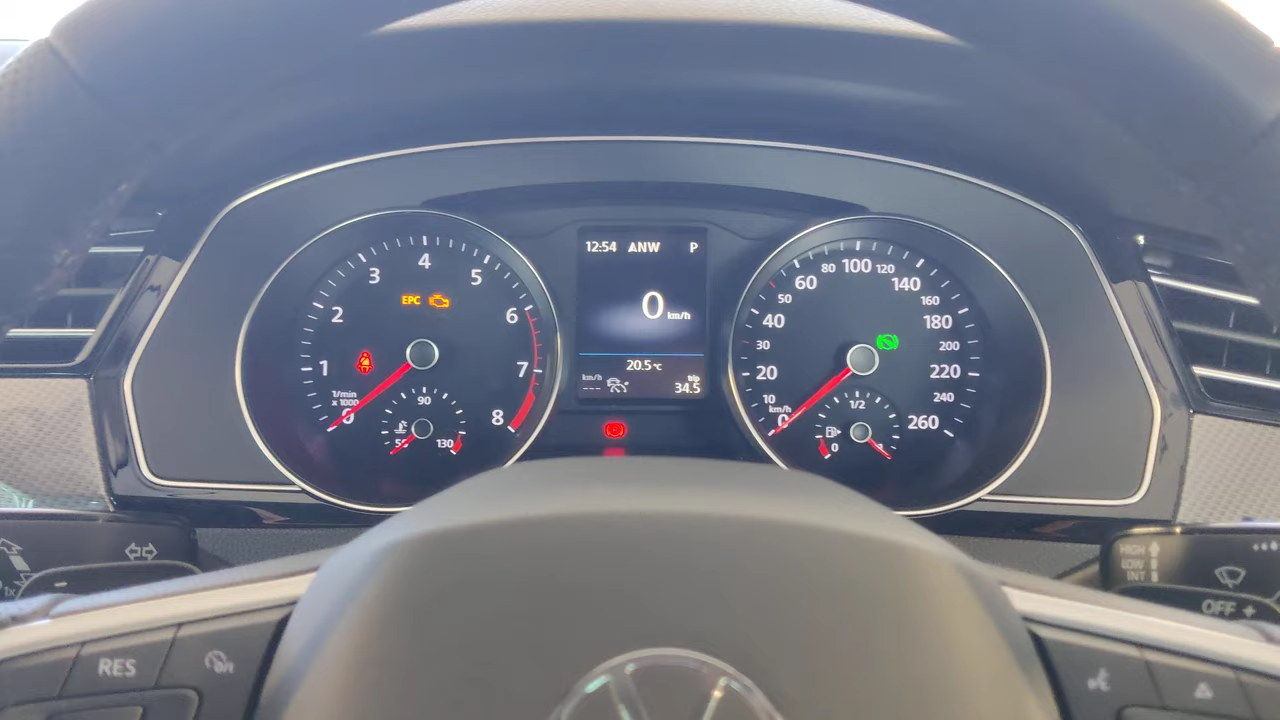 12:54 ANW P
0 km/h
20.5°C
km/h
---
trip
34.5
EPC
1 2 3 4 5 6 7 8
1/min
x 1000
0
50 90 130
0 10 20 30 40 50 60 80 100 120 140 160 180 200 220 240 260
km/h
0 1/2 1
RES
1x
HIGH
LOW
INT
OFF +